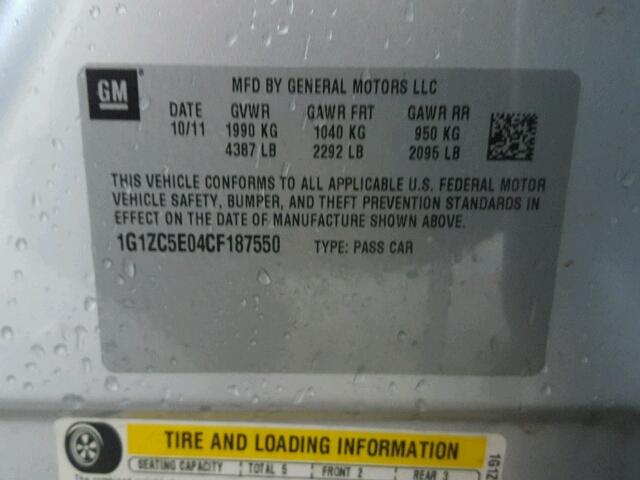 GM
MFD BY GENERAL MOTORS LLC
DATE GVWR GAWR FRT GAWR RR
10/11 1990 KG 1040 KG 950 KG
4387 LB 2292 LB 2095 LB
THIS VEHICLE CONFORMS TO ALL APPLICABLE U.S. FEDERAL MOTOR
VEHICLE SAFETY, BUMPER, AND THEFT PREVENTION STANDARDS IN
EFFECT ON THE DATE OF MANUFACTURE SHOWN ABOVE.
1G1ZC5E04CF187550 TYPE: PASS CAR
TIRE AND LOADING INFORMATION
SEATING CAPACITY TOTAL 5 FRONT 2 REAR 3
1G1Z